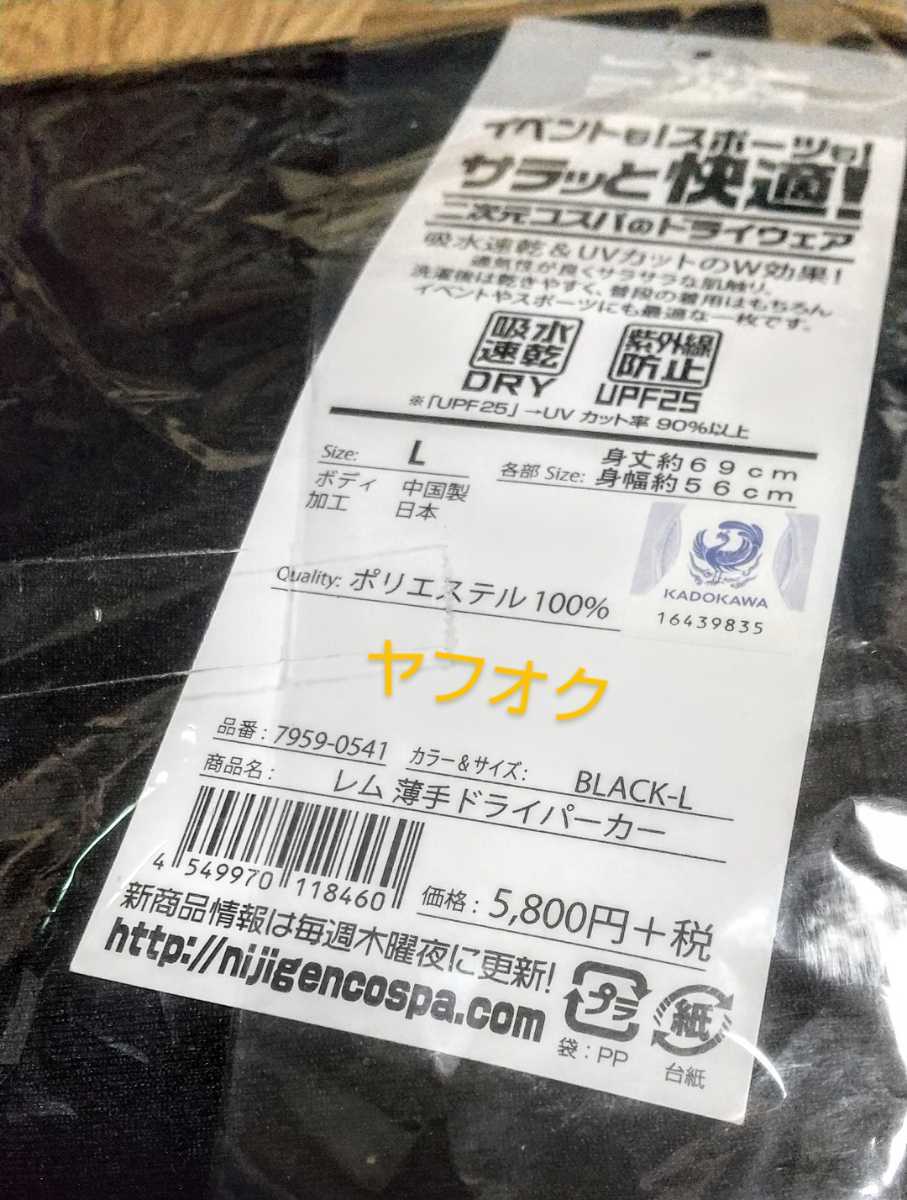 イベントも!スポーツも!
サラッと快適!
二次元コスパのドライウェア
吸水速乾&UVカットのW効果!
通気性が良くサラサラな肌触り。
洗濯後は乾きやすく、普段の着用はもちろん
イベントやスポーツにも最適な一枚です。
吸水速乾 DRY
紫外線防止 UPF25
※「UPF25」→UV カット率 90%以上
Size: L
各部 Size: 身丈約69cm
身幅約56cm
ボディ 中国製
加工 日本
KADOKAWA
16439835
Quality: ポリエステル100%
ヤフオク
品番:7959-0541 カラー&サイズ: BLACK-L
商品名: レム 薄手ドライパーカー
4 549970 118460
価格:5,800円+税
新商品情報は毎週木曜夜に更新!
http://nijigencospa.com
プラ
袋:PP
紙
台紙